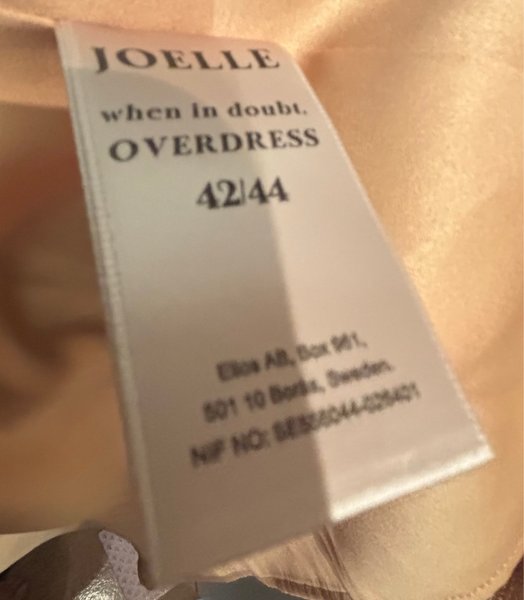 JOELLE
when in doubt,
OVERDRESS
42/44
Ellos AB, Box 961,
501 10 Borås, Sweden.
NIF NO: